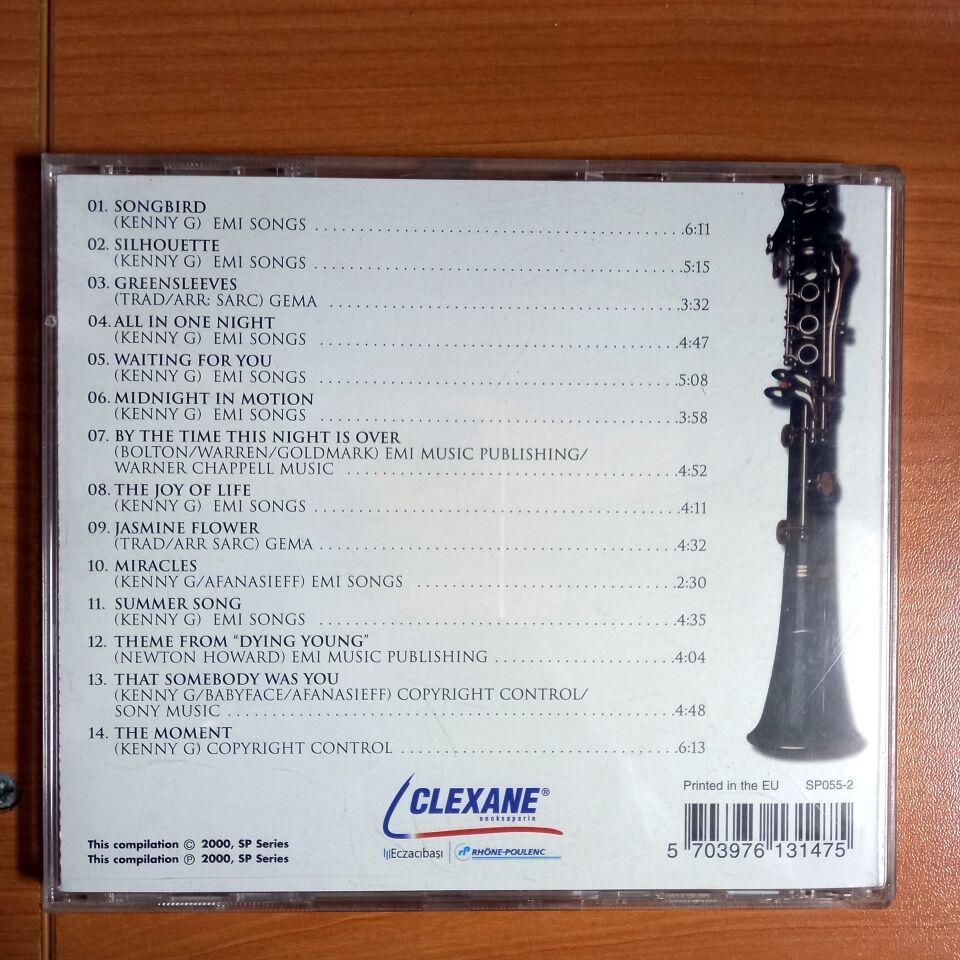 01. SONGBIRD
(KENNY G) EMI SONGS ........................................6:11
02. SILHOUETTE
(KENNY G) EMI SONGS ........................................5:15
03. GREENSLEEVES
(TRAD/ARR: SARC) GEMA ......................................3:32
04. ALL IN ONE NIGHT
(KENNY G) EMI SONGS ........................................4:47
05. WAITING FOR YOU
(KENNY G) EMI SONGS ........................................5:08
06. MIDNIGHT IN MOTION
(KENNY G) EMI SONGS ........................................3:58
07. BY THE TIME THIS NIGHT IS OVER
(BOLTON/WARREN/GOLDMARK) EMI MUSIC PUBLISHING/
WARNER CHAPPELL MUSIC .....................................4:52
08. THE JOY OF LIFE
(KENNY G) EMI SONGS ........................................4:11
09. JASMINE FLOWER
(TRAD/ARR SARC) GEMA .......................................4:32
10. MIRACLES
(KENNY G/AFANASIEFF) EMI SONGS .............................2:30
11. SUMMER SONG
(KENNY G) EMI SONGS ........................................4:35
12. THEME FROM “DYING YOUNG”
(NEWTON HOWARD) EMI MUSIC PUBLISHING .....................4:04
13. THAT SOMEBODY WAS YOU
(KENNY G/BABYFACE/AFANASIEFF) COPYRIGHT CONTROL/
SONY MUSIC .................................................4:48
14. THE MOMENT
(KENNY G) COPYRIGHT CONTROL ................................6:13
Printed in the EU SP055-2
CLEXANE®
enoksaparin
Eczacıbaşı RHÔNE-POULENC
This compilation © 2000, SP Series
This compilation ℗ 2000, SP Series
5 703976 131475